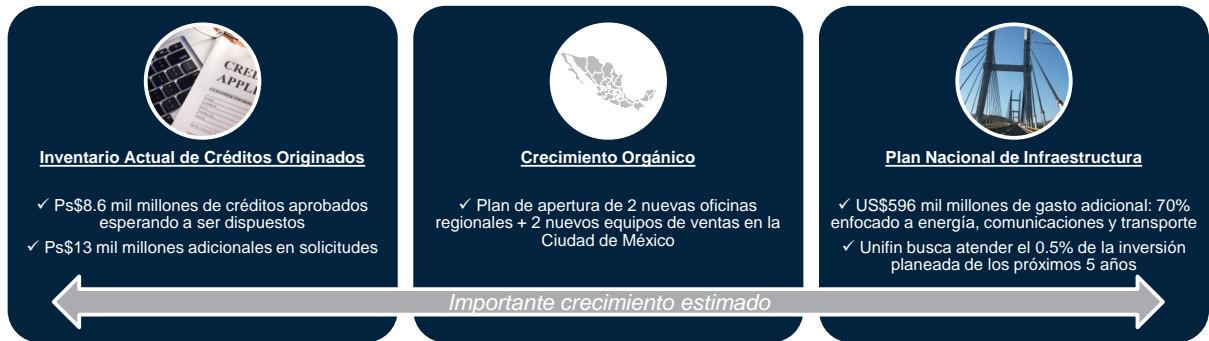 CRE
APPL
Inventario Actual de Créditos Originados
✓ Ps$8.6 mil millones de créditos aprobados
esperando a ser dispuestos
✓ Ps$13 mil millones adicionales en solicitudes
Crecimiento Orgánico
✓ Plan de apertura de 2 nuevas oficinas
regionales + 2 nuevos equipos de ventas en la
Ciudad de México
Plan Nacional de Infraestructura
✓ US$596 mil millones de gasto adicional: 70%
enfocado a energía, comunicaciones y transporte
✓ Unifin busca atender el 0.5% de la inversión
planeada de los próximos 5 años
Importante crecimiento estimado